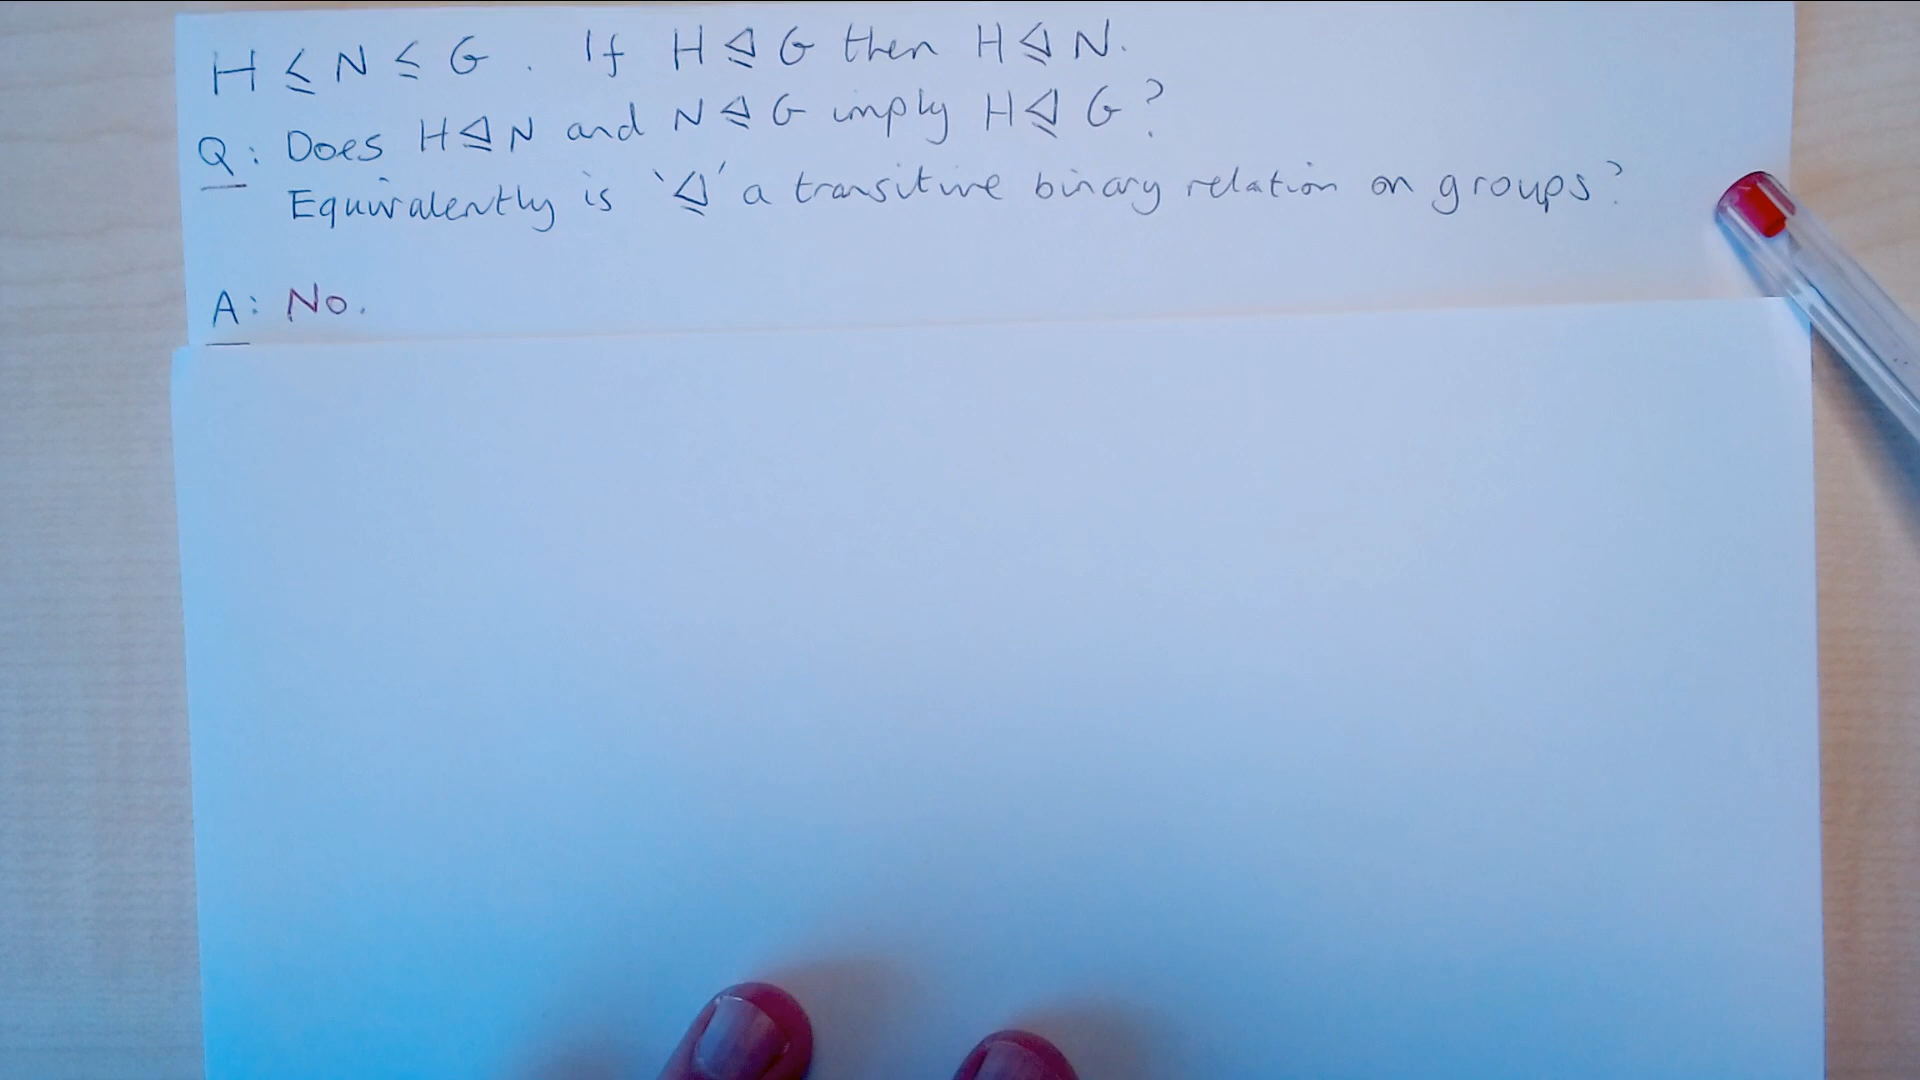 H ≤ N ≤ G. If H ⊴ G then H ⊴ N.
Q: Does H ⊴ N and N ⊴ G imply H ⊴ G?
Equivalently is '⊴' a transitive binary relation on groups?
A: No.